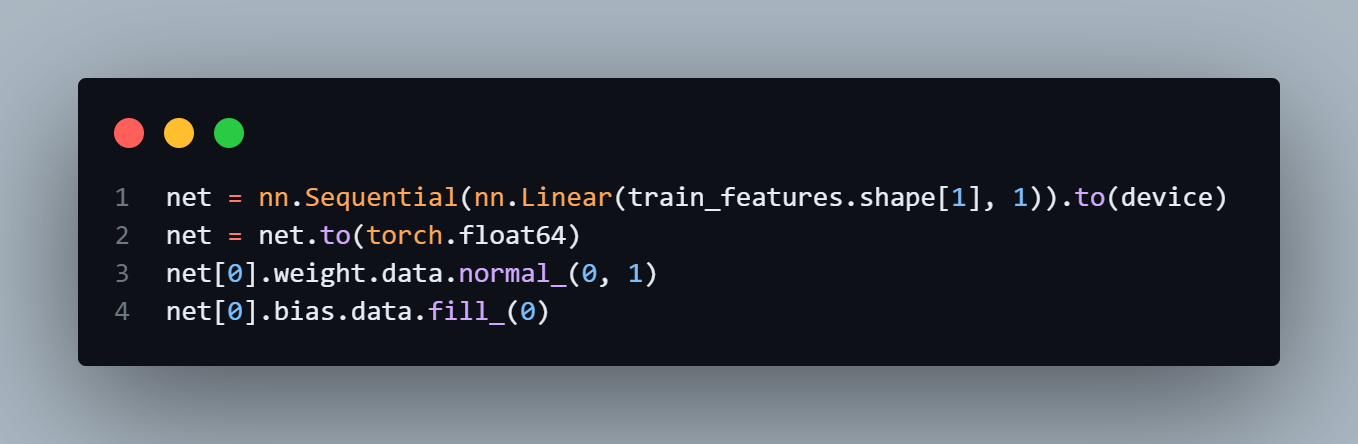 1 net = nn.Sequential(nn.Linear(train_features.shape[1], 1)).to(device)
2 net = net.to(torch.float64)
3 net[0].weight.data.normal_(0, 1)
4 net[0].bias.data.fill_(0)